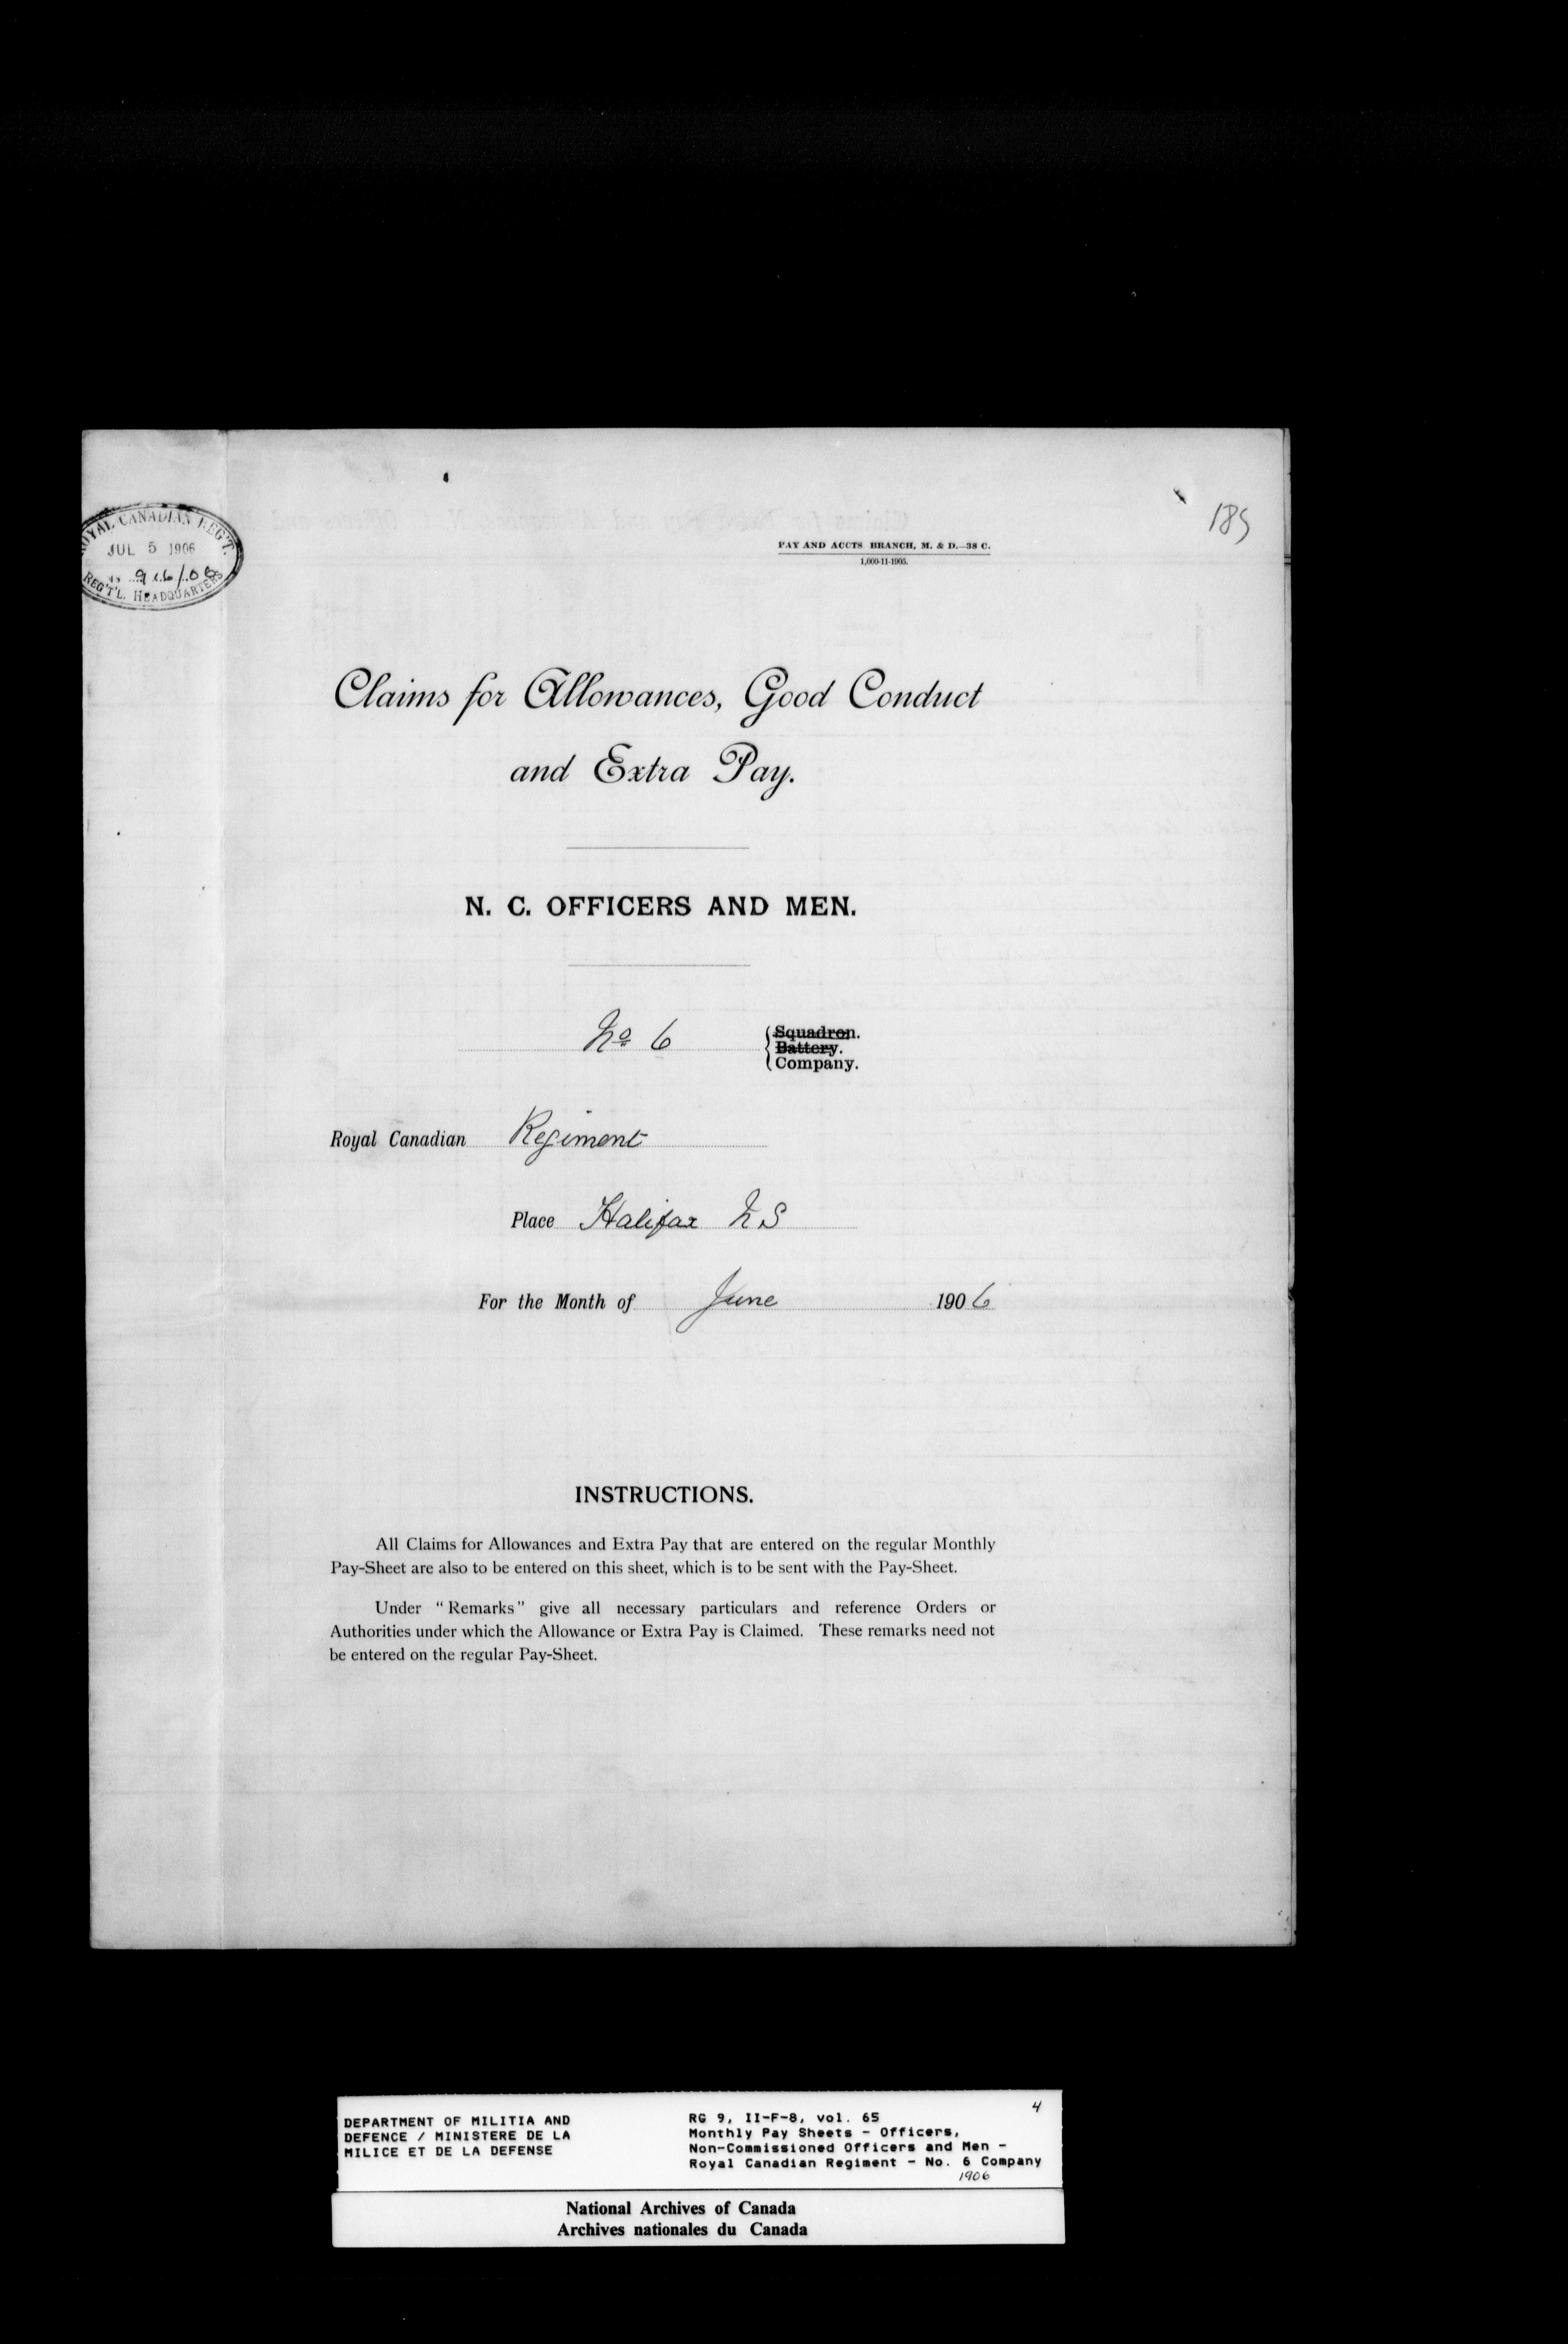 ROYAL CANADIAN REG'T.
JUL 5 1906
REG'T'L. HEADQUARTERS
185
PAY AND ACCTS BRANCH, M. & D.—38 C.
1,000-11-1905.
Claims for Allowances, Good Conduct
and Extra Pay.
N. C. OFFICERS AND MEN.
No 6
Squadron.
Battery.
Company.
Royal Canadian Regiment
Place Halifax N S
For the Month of June 1906
INSTRUCTIONS.
All Claims for Allowances and Extra Pay that are entered on the regular Monthly
Pay-Sheet are also to be entered on this sheet, which is to be sent with the Pay-Sheet.
Under "Remarks" give all necessary particulars and reference Orders or
Authorities under which the Allowance or Extra Pay is Claimed. These remarks need not
be entered on the regular Pay-Sheet.
DEPARTMENT OF MILITIA AND
DEFENCE / MINISTERE DE LA
MILICE ET DE LA DEFENSE
4
RG 9, II-F-8, vol. 65
Monthly Pay Sheets - Officers,
Non-Commissioned Officers and Men -
Royal Canadian Regiment - No. 6 Company
1906
National Archives of Canada
Archives nationales du Canada